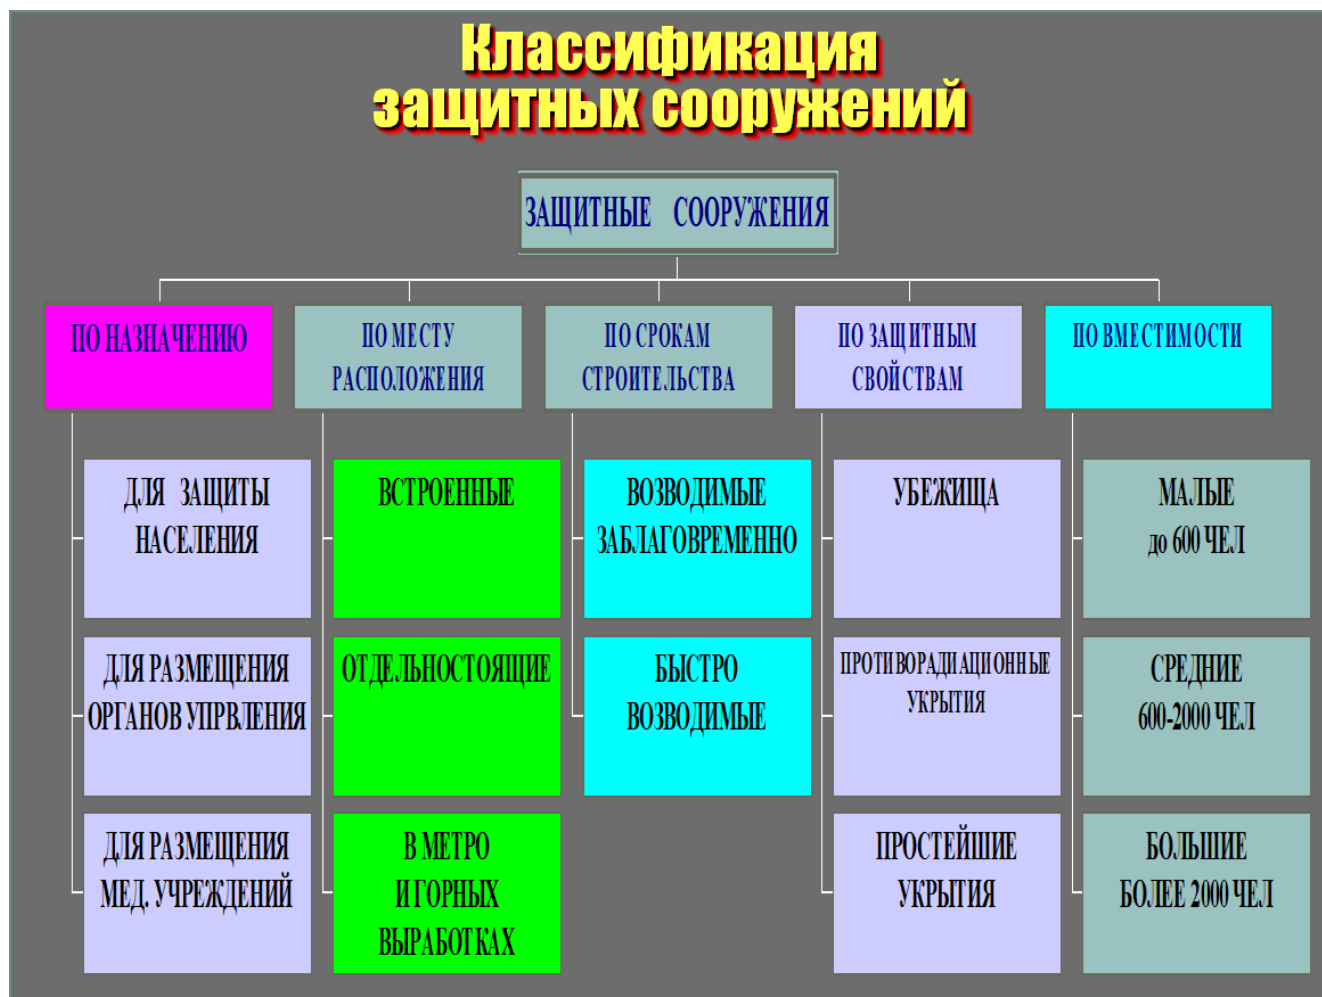 Классификация
защитных сооружений
ЗАЩИТНЫЕ СООРУЖЕНИЯ
ПО НАЗНАЧЕНИЮ
ПО МЕСТУ
РАСПОЛОЖЕНИЯ
ПО СРОКАМ
СТРОИТЕЛЬСТВА
ПО ЗАЩИТНЫМ
СВОЙСТВАМ
ПО ВМЕСТИМОСТИ
ДЛЯ ЗАЩИТЫ
НАСЕЛЕНИЯ
ДЛЯ РАЗМЕЩЕНИЯ
ОРГАНОВ УПРВЛЕНИЯ
ДЛЯ РАЗМЕЩЕНИЯ
МЕД. УЧРЕЖДЕНИЙ
ВСТРОЕННЫЕ
ОТДЕЛЬНОСТОЯЩИЕ
В МЕТРО
И ГОРНЫХ
ВЫРАБОТКАХ
ВОЗВОДИМЫЕ
ЗАБЛАГОВРЕМЕННО
БЫСТРО
ВОЗВОДИМЫЕ
УБЕЖИЩА
ПРОТИВОРАДИАЦИОННЫЕ
УКРЫТИЯ
ПРОСТЕЙШИЕ
УКРЫТИЯ
МАЛЫЕ
до 600 ЧЕЛ
СРЕДНИЕ
600-2000 ЧЕЛ
БОЛЬШИЕ
БОЛЕЕ 2000 ЧЕЛ